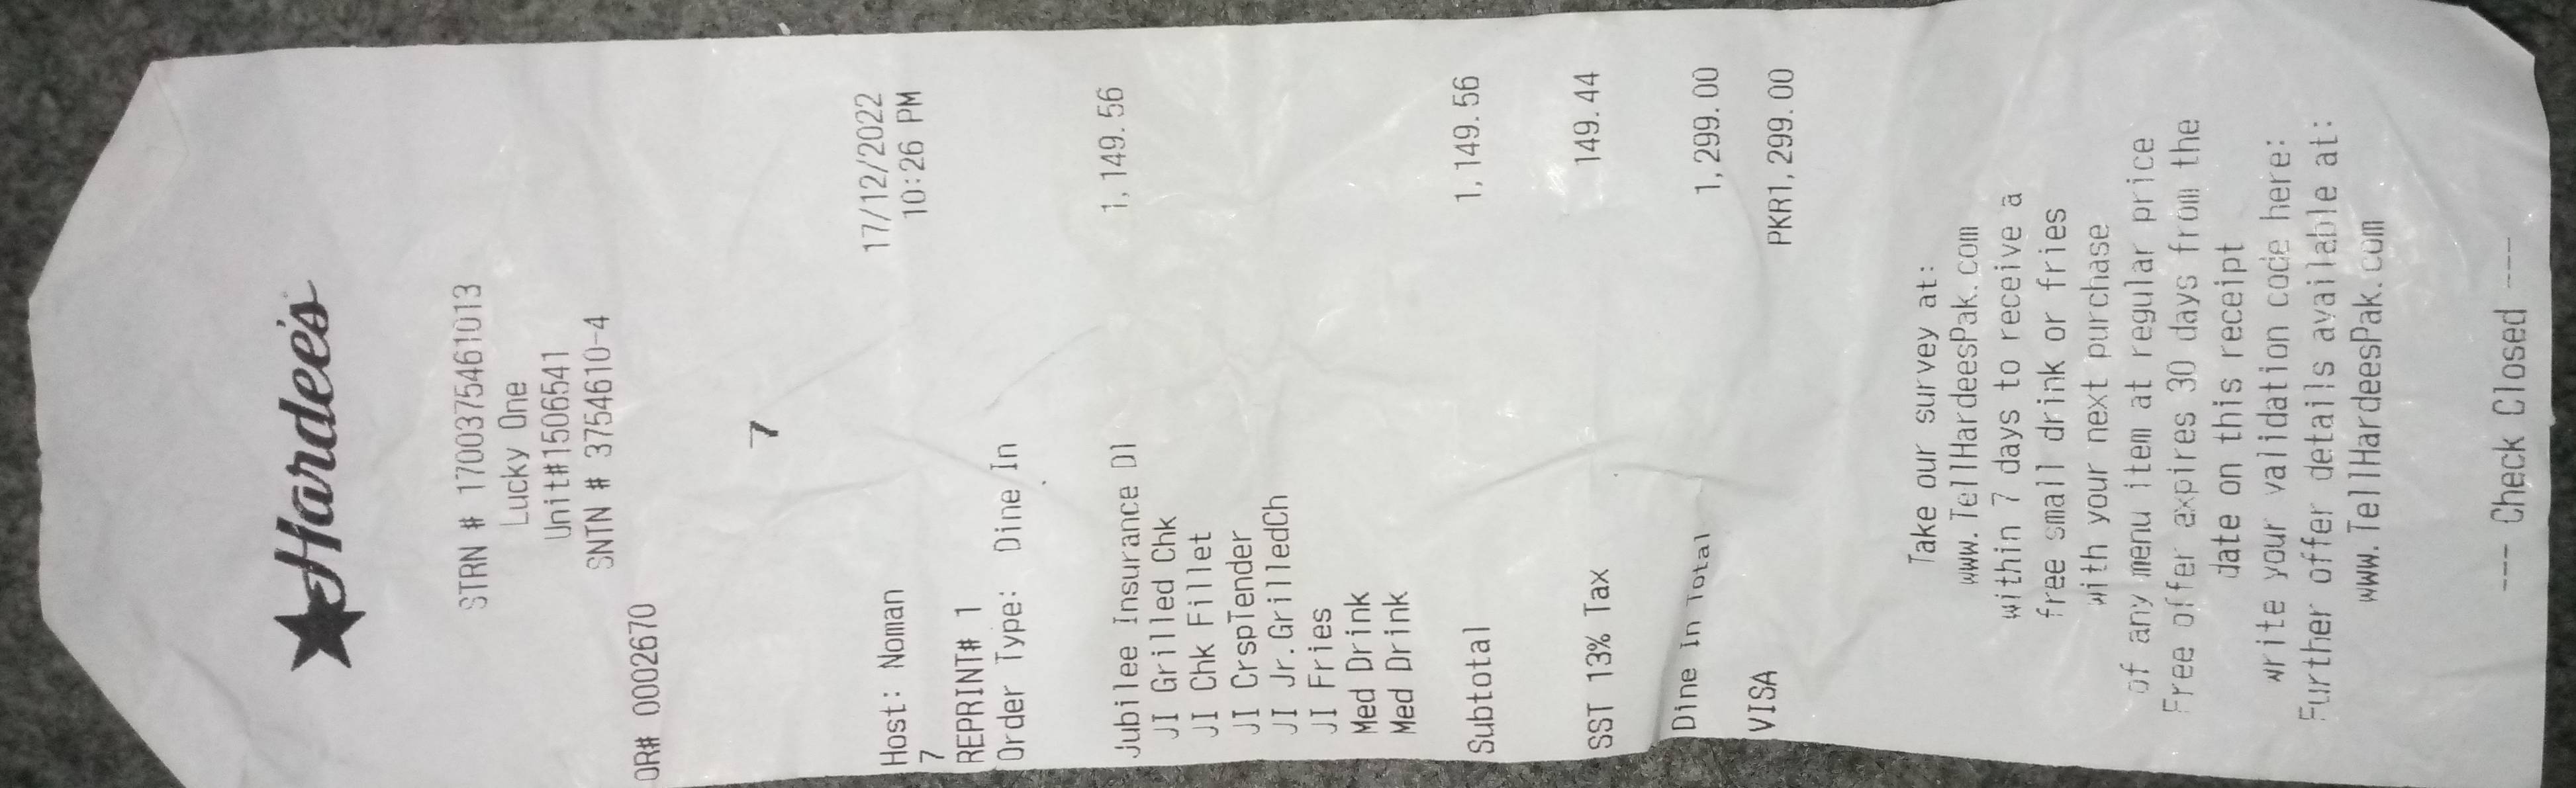 Hardee's
STRN # 1700375461013
Lucky One
Unit#1506541
SNTN # 3754610-4
OR# 0002670
7
17/12/2022
Host: Noman 10:26 PM
7
REPRINT# 1
Order Type: Dine In
Jubilee Insurance DI 1,149.56
JI Grilled Chk
JI Chk Fillet
JI CrspTender
JI Jr.GrilledCh
JI Fries
Med Drink
Med Drink
Subtotal 1,149.56
SST 13% Tax 149.44
Dine In Total 1,299.00
VISA PKR1,299.00
Take our survey at:
www.TellHardeesPak.com
within 7 days to receive a
free small drink or fries
with your next purchase
of any menu item at regular price
Free offer expires 30 days from the
date on this receipt
Write your validation code here:
Further offer details available at:
www.TellHardeesPak.com
--- Check Closed ---